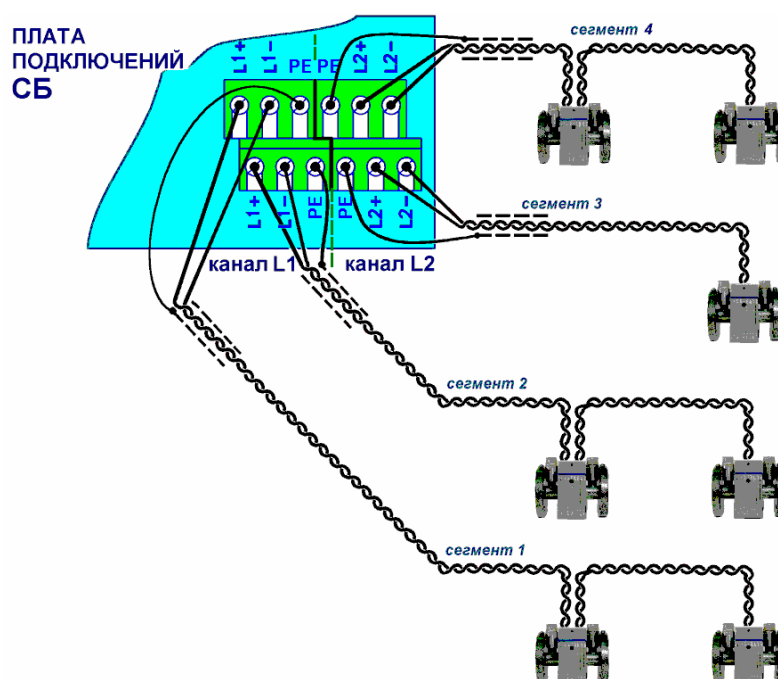 ПЛАТА
ПОДКЛЮЧЕНИЙ
СБ
L1+ L1- PE PE L2+ L2-
L1+ L1- PE PE L2+ L2-
канал L1 канал L2
сегмент 4
сегмент 3
сегмент 2
сегмент 1